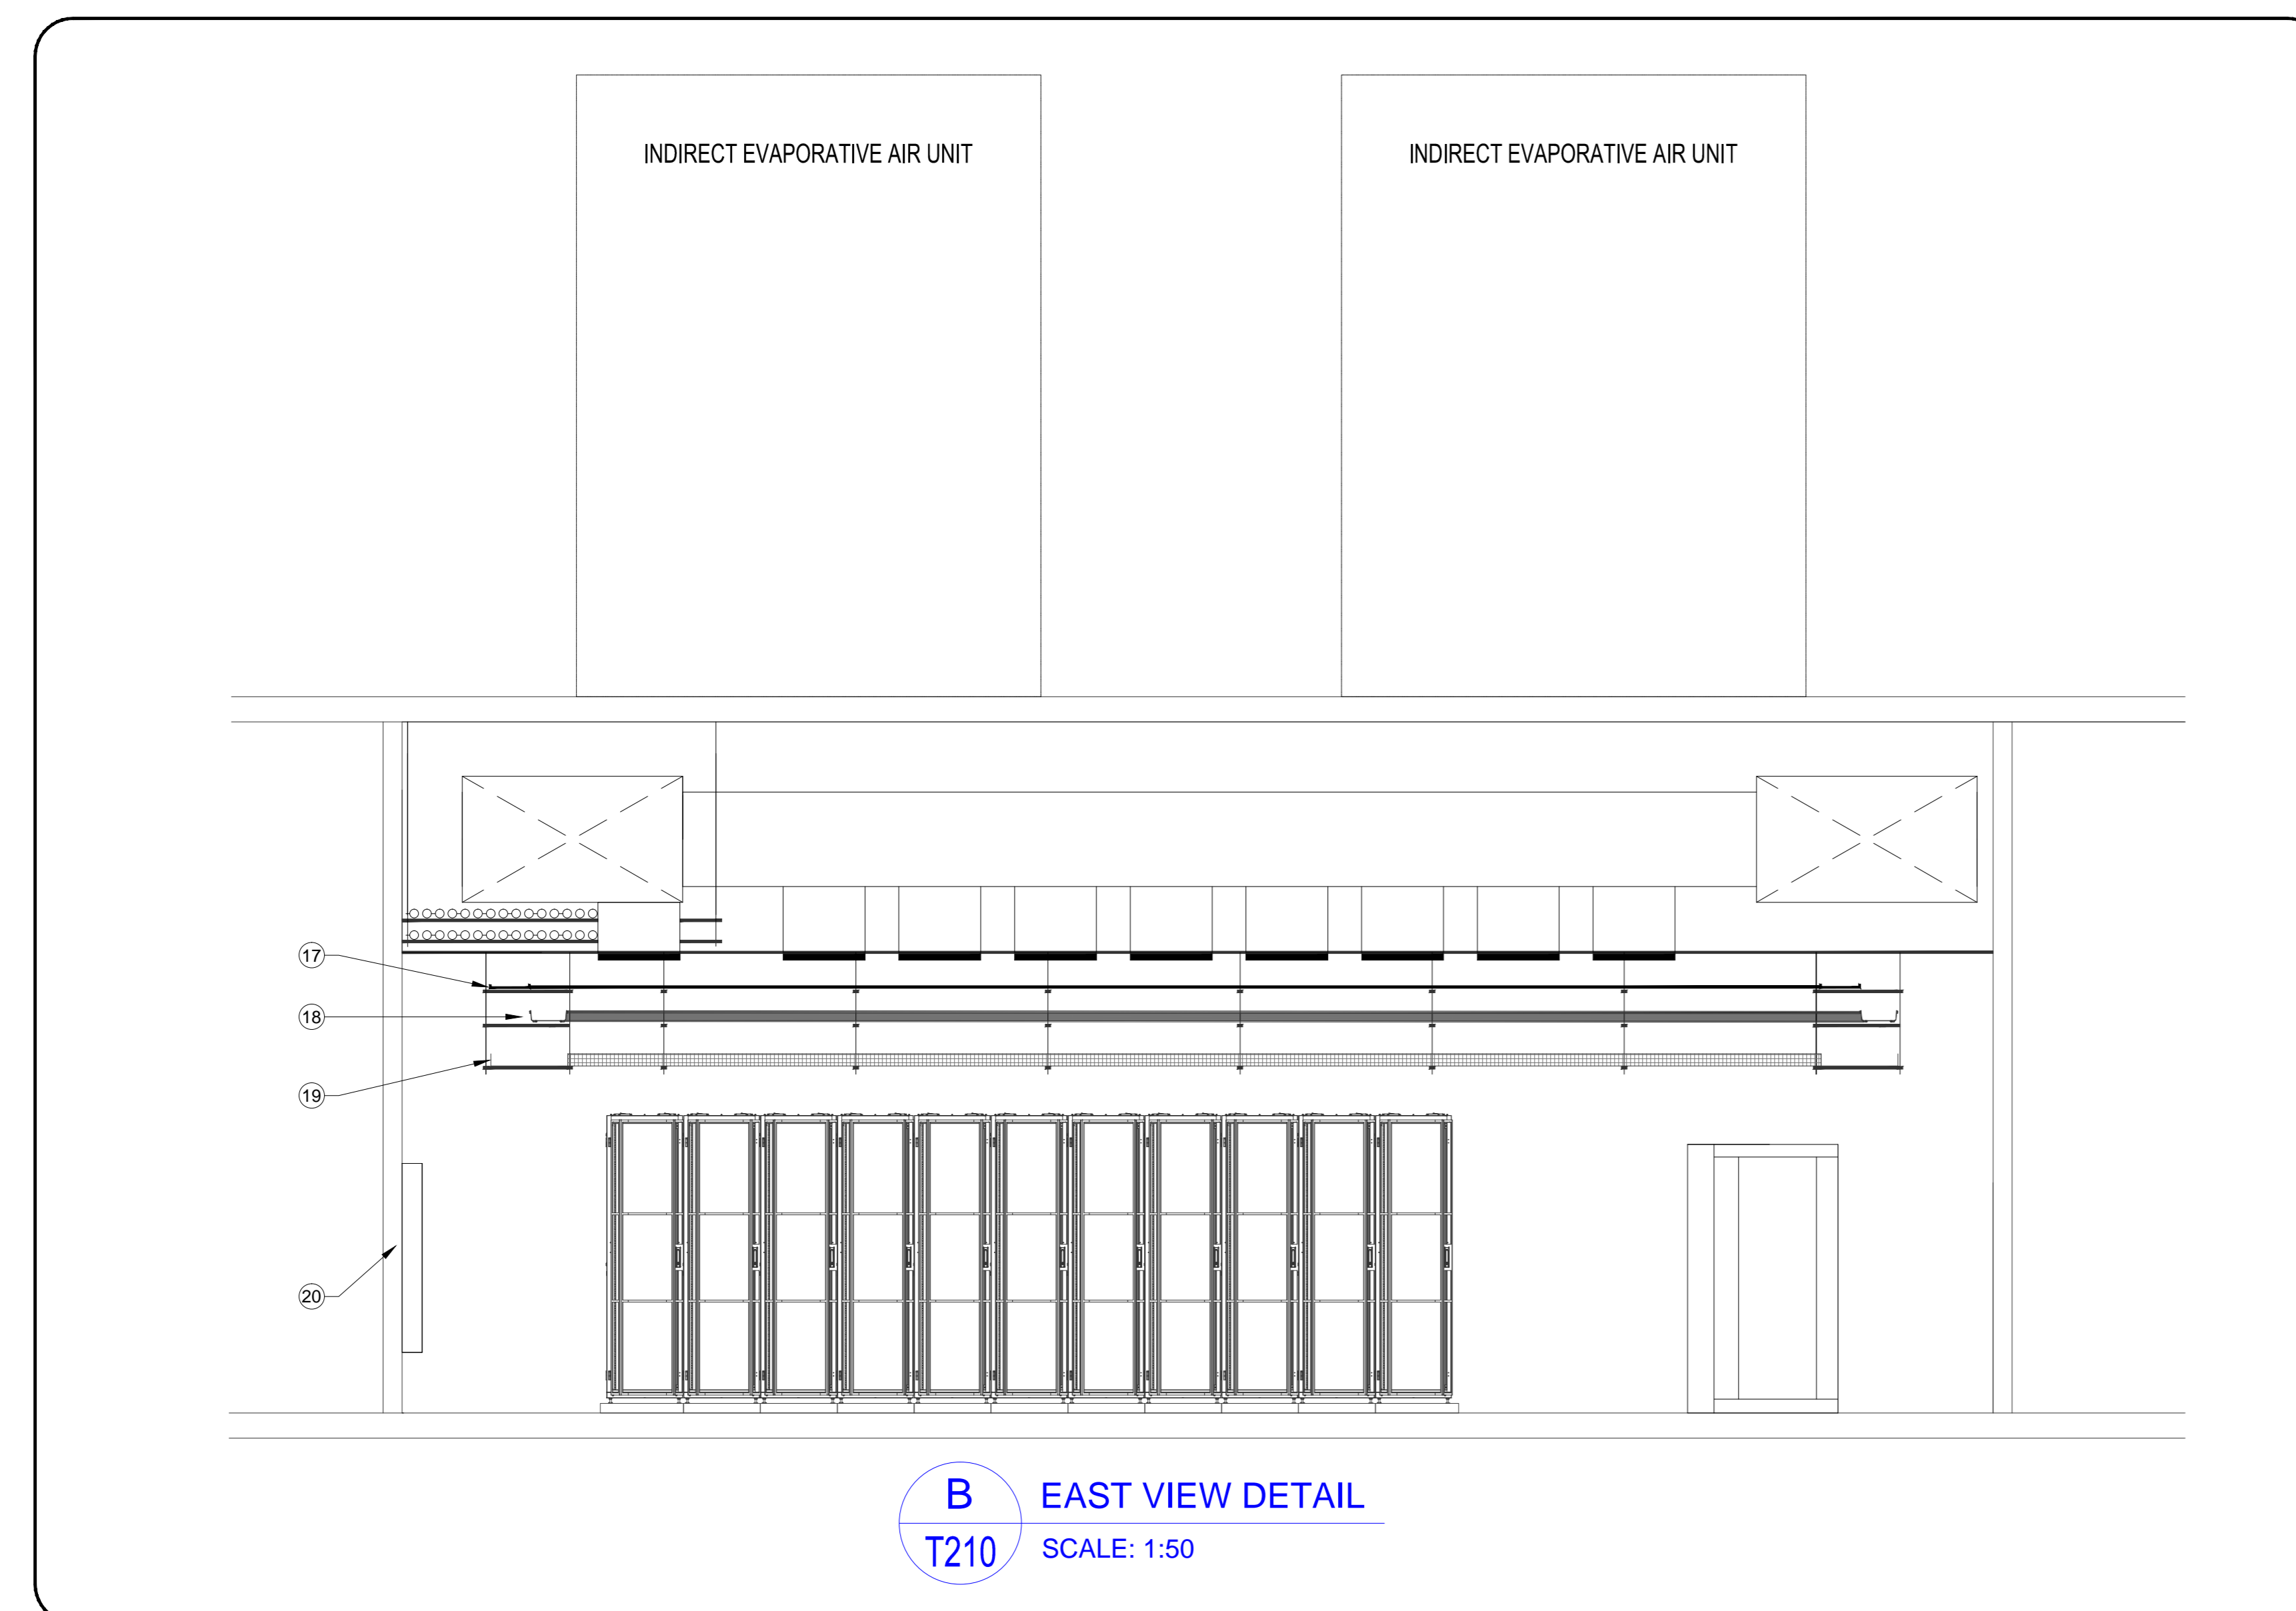 INDIRECT EVAPORATIVE AIR UNIT
INDIRECT EVAPORATIVE AIR UNIT
17
18
19
20
B
T210
EAST VIEW DETAIL
SCALE: 1:50